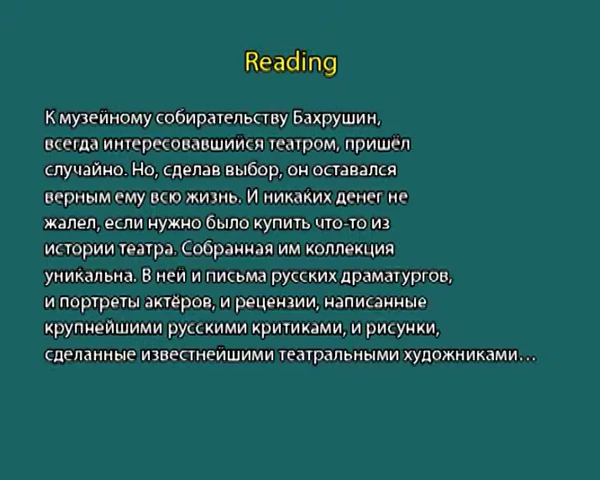 Reading
К музейному собирательству Бахрушин,
всегда интересовавшийся театром, пришёл
случайно. Но, сделав выбор, он оставался
верным ему всю жизнь. И никаких денег не
жалел, если нужно было купить что-то из
истории театра. Собранная им коллекция
уникальна. В ней и письма русских драматургов,
и портреты актёров, и рецензии, написанные
крупнейшими русскими критиками, и рисунки,
сделанные известнейшими театральными художниками…